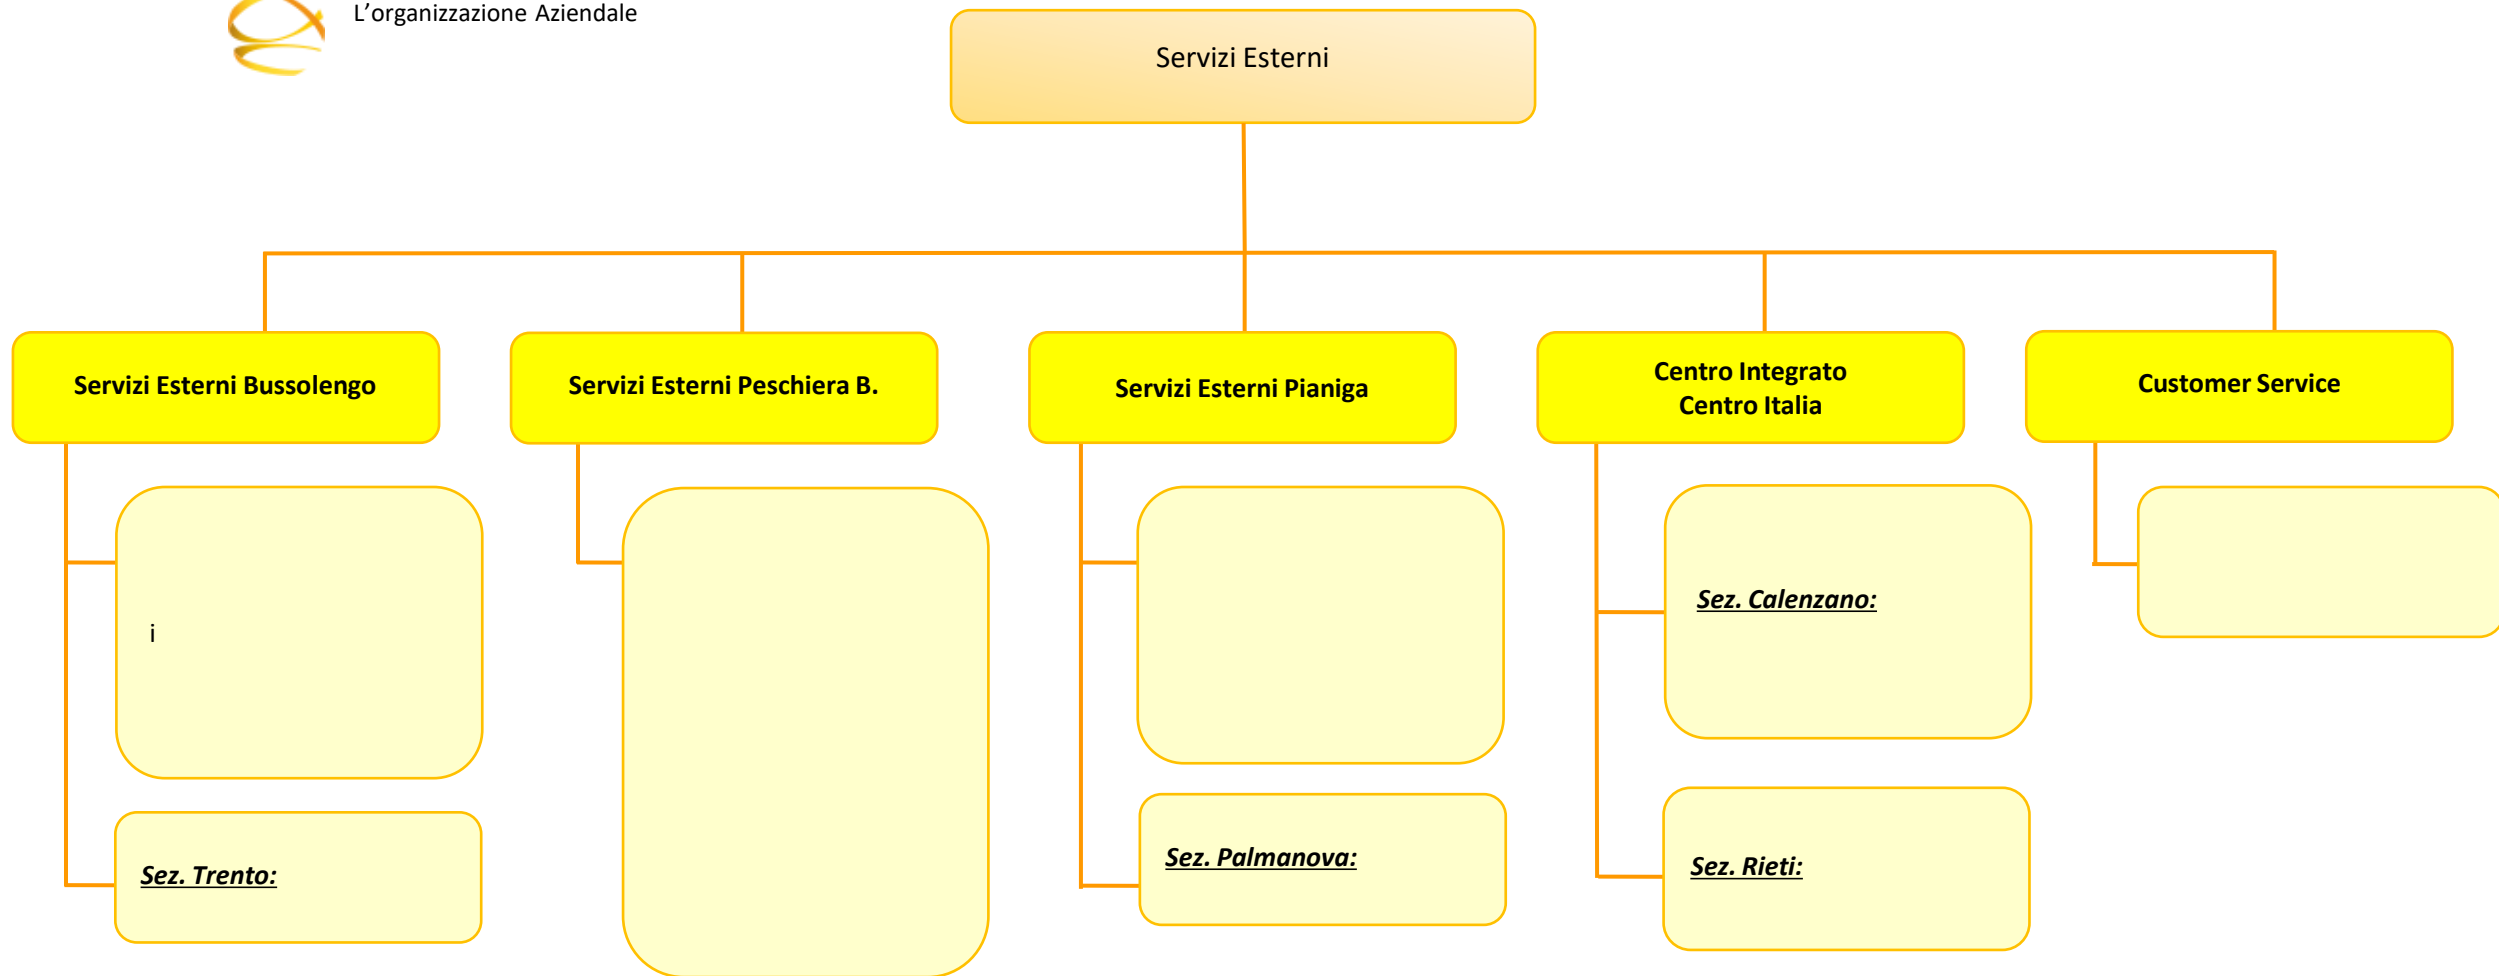 L’organizzazione Aziendale
Servizi Esterni
Servizi Esterni Bussolengo
Servizi Esterni Peschiera B.
Servizi Esterni Pianiga
Centro Integrato
Centro Italia
Customer Service
i
Sez. Trento:
Sez. Palmanova:
Sez. Calenzano:
Sez. Rieti: